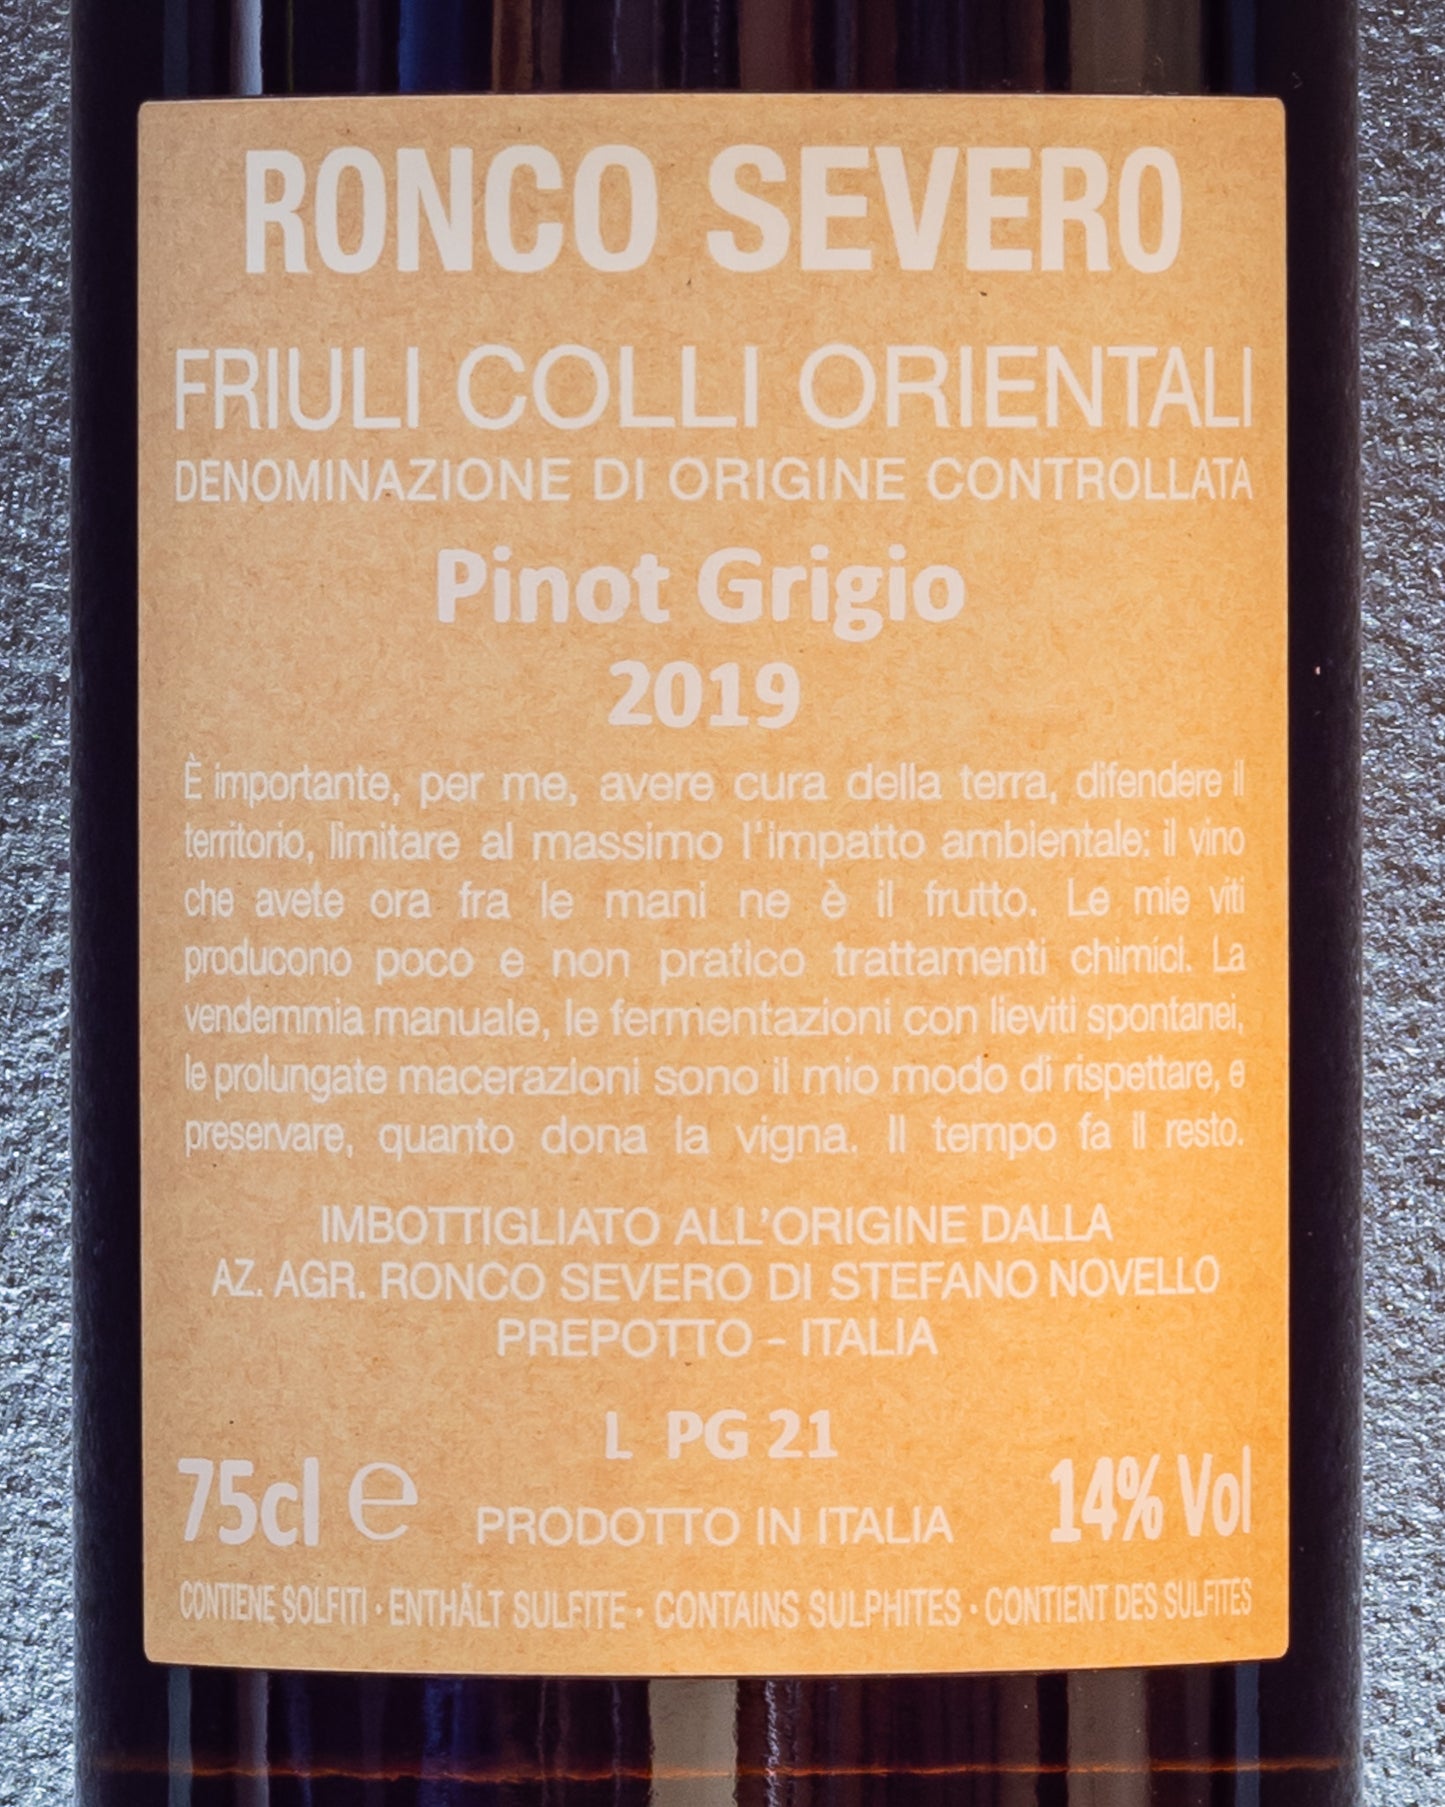 RONCO SEVERO
FRIULI COLLI ORIENTALI
DENOMINAZIONE DI ORIGINE CONTROLLATA
Pinot Grigio
2019
È importante, per me, avere cura della terra, difendere il
territorio, limitare al massimo l'impatto ambientale: il vino
che avete ora fra le mani ne è il frutto. Le mie viti
producono poco e non pratico trattamenti chimici. La
vendemmia manuale, le fermentazioni con lieviti spontanei,
le prolungate macerazioni sono il mio modo di rispettare, e
preservare, quanto dona la vigna. Il tempo fa il resto.
IMBOTTIGLIATO ALL’ORIGINE DALLA
AZ. AGR. RONCO SEVERO DI STEFANO NOVELLO
PREPOTTO – ITALIA
L PG 21
75cl ℮ PRODOTTO IN ITALIA 14% Vol
CONTIENE SOLFITI · ENTHÄLT SULFITE · CONTAINS SULPHITES · CONTIENT DES SULFITES